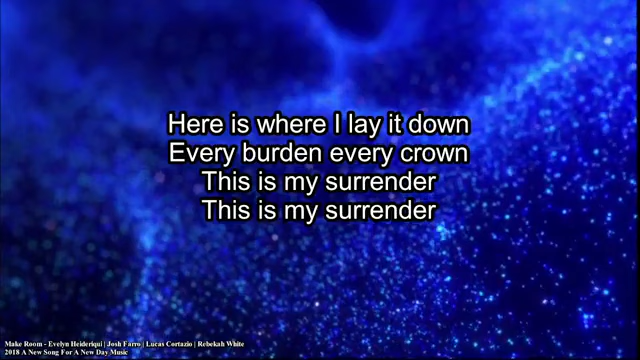 Here is where I lay it down
Every burden every crown
This is my surrender
This is my surrender
Make Room - Evelyn Heideriqui | Josh Farro | Lucas Cortazio | Rebekah White
2018 A New Song For A New Day Music